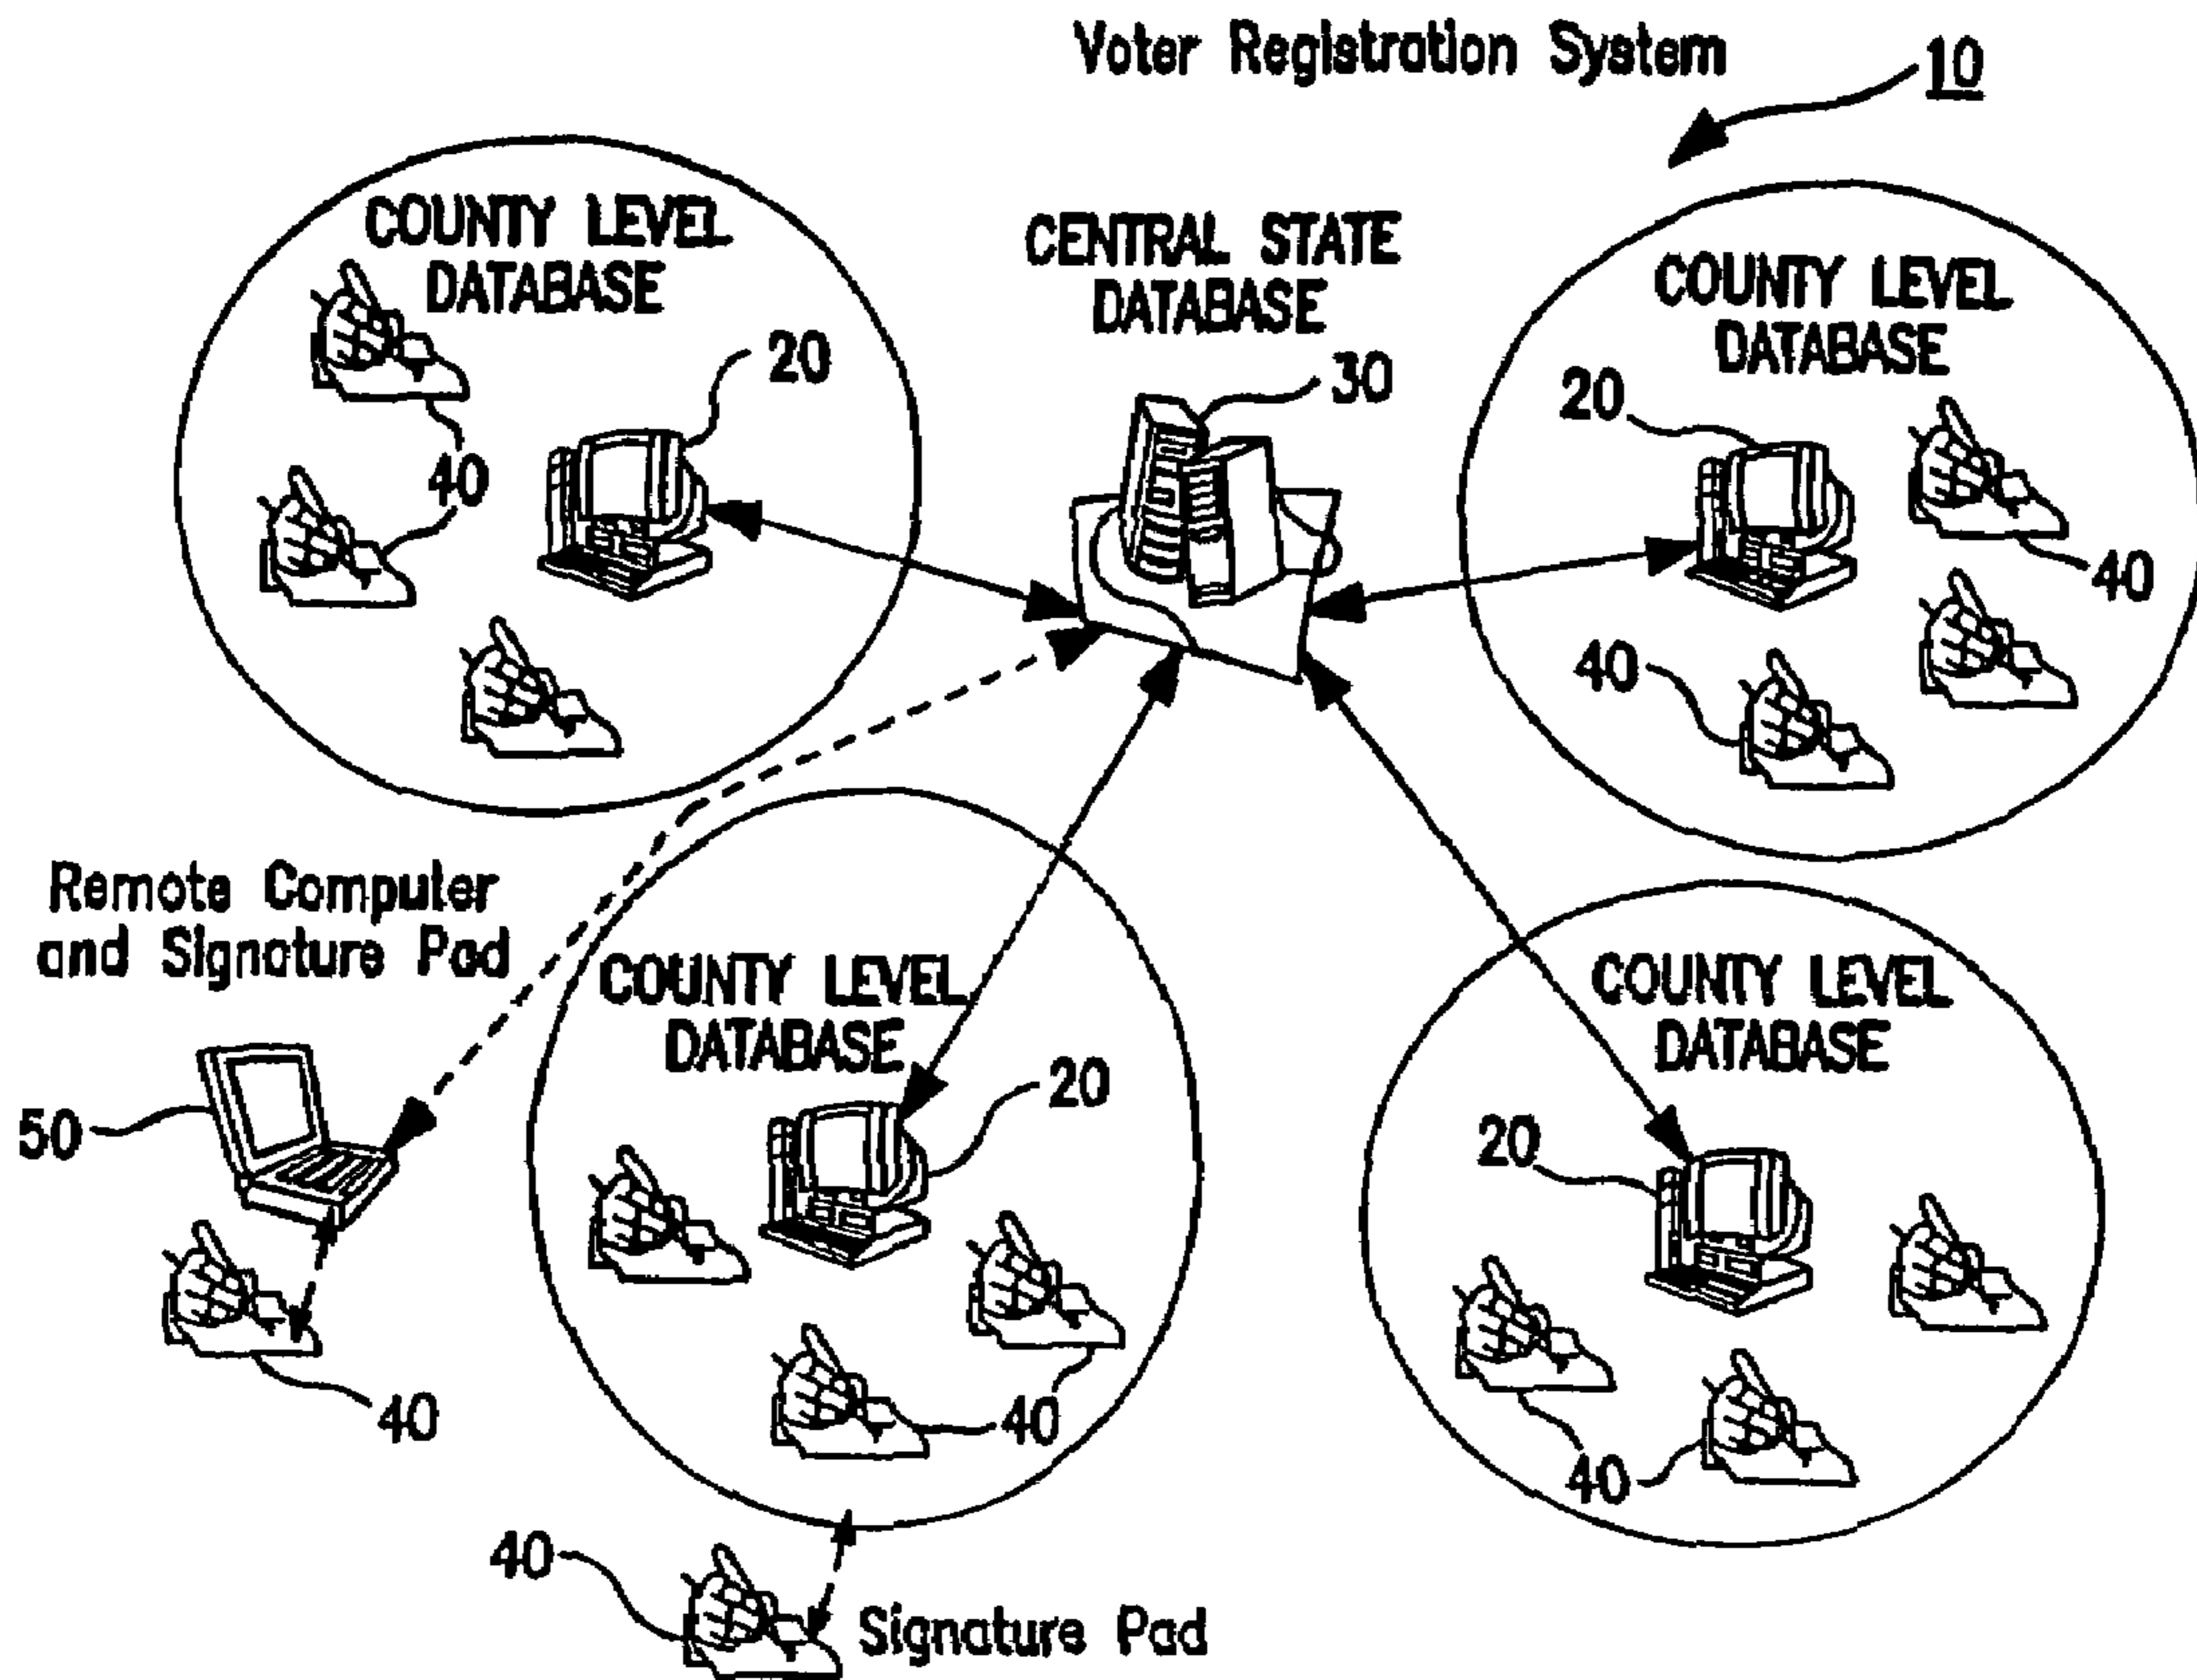 Voter Registration System
10
COUNTY LEVEL
DATABASE
20
40
CENTRAL STATE
DATABASE
30
COUNTY LEVEL
DATABASE
20
40
40
Remote Computer
and Signature Pad
50
40
COUNTY LEVEL
DATABASE
20
40
COUNTY LEVEL
DATABASE
20
40
40
Signature Pad